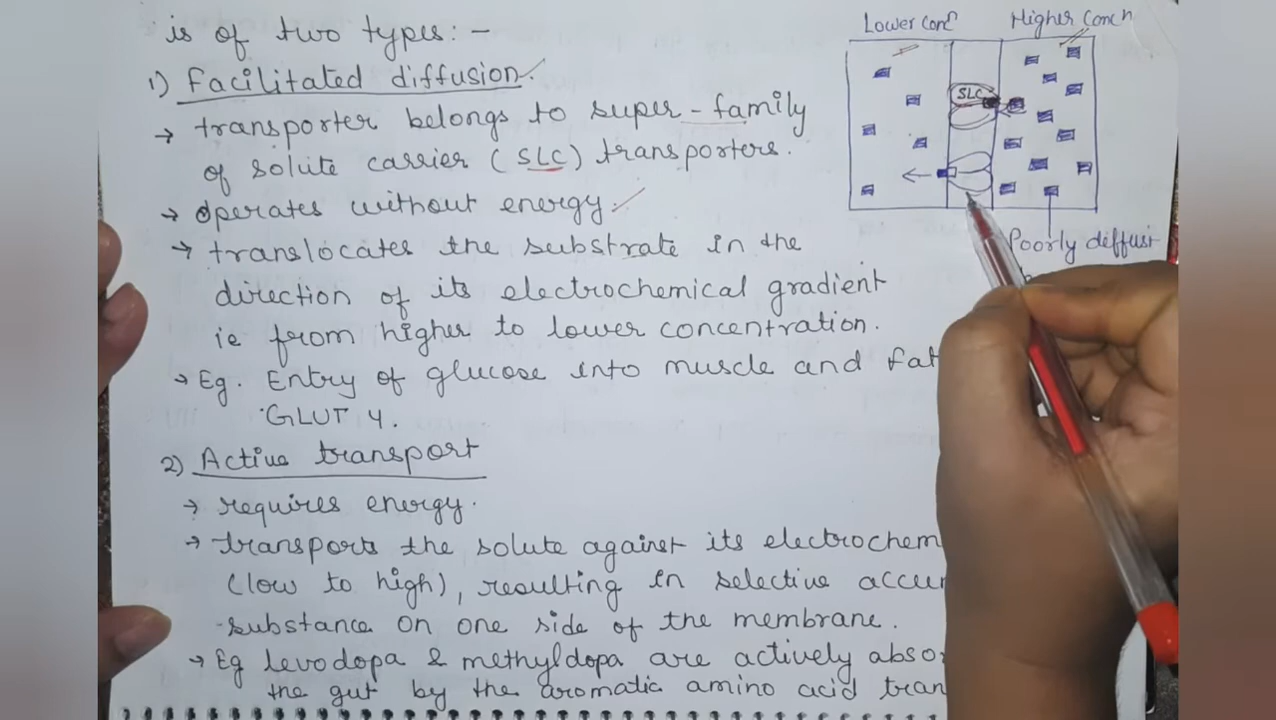 is of two types: -
1) Facilitated diffusion
→ transporter belongs to super - family
of solute carrier (SLC) transporters.
→ operates without energy.
→ translocates the substrate in the
direction of its electrochemical gradient
ie from higher to lower concentration.
→ Eg. Entry of glucose into muscle and fat
GLUT 4.
2) Active transport
→ requires energy.
→ transports the solute against its electrochem
(low to high), resulting in selective accu
substance on one side of the membrane.
→ Eg levodopa & methyldopa are actively abso
the gut by the aromatic amino acid tran
Lower concn
Higher concn
SLC
Poorly diffusi